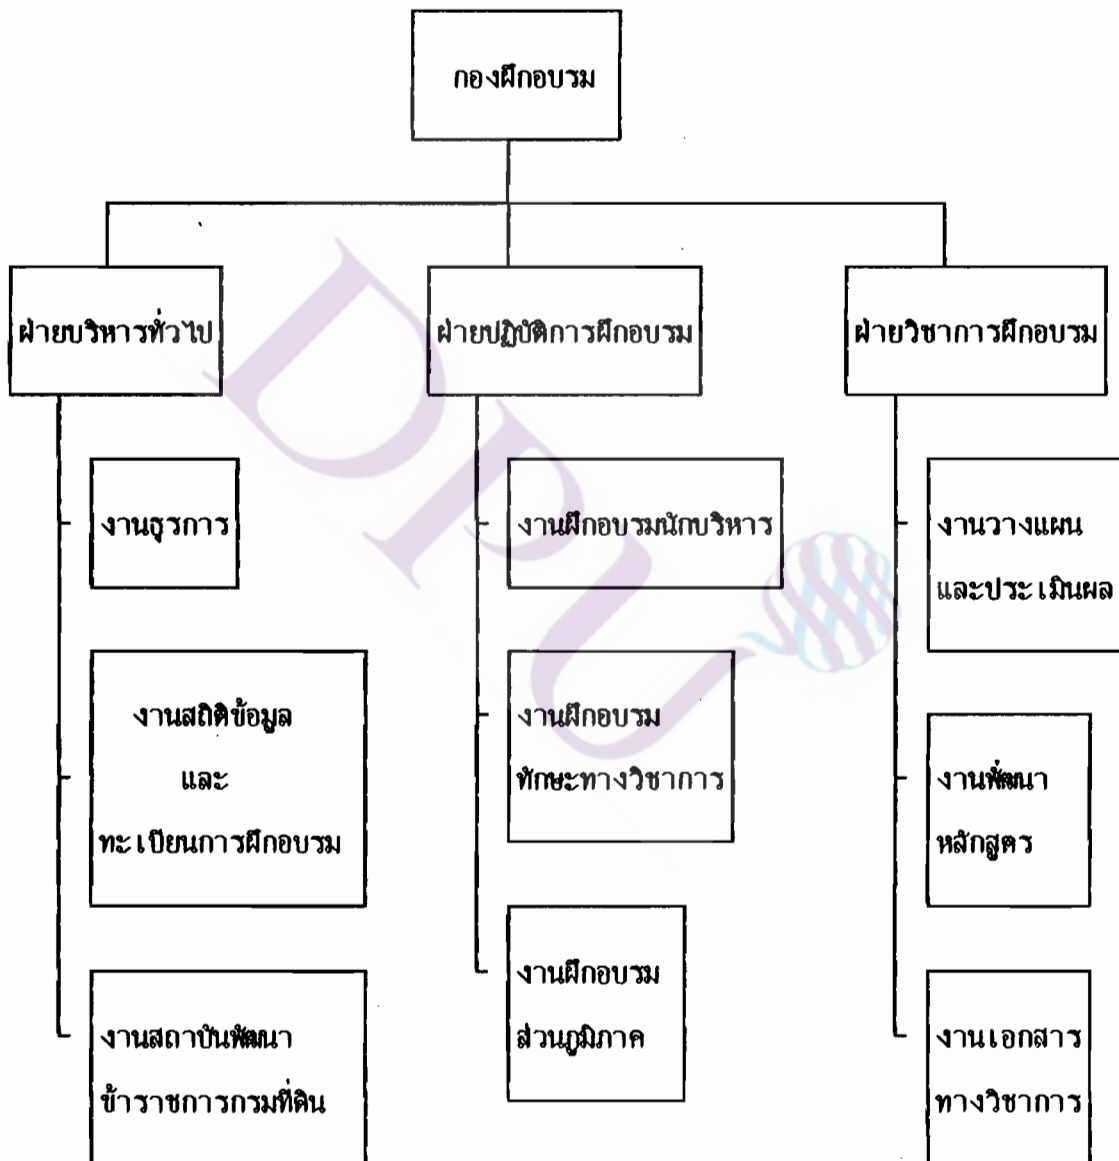 กองฝึกอบรม
ฝ่ายบริหารทั่วไป
ฝ่ายปฏิบัติการฝึกอบรม
ฝ่ายวิชาการฝึกอบรม
งานธุรการ
งานสถิติข้อมูล
และ
ทะเบียนการฝึกอบรม
งานสถาบันพัฒนา
ข้าราชการกรมที่ดิน
งานฝึกอบรมนักบริหาร
งานฝึกอบรม
ทักษะทางวิชาการ
งานฝึกอบรม
ส่วนภูมิภาค
งานวางแผน
และประเมินผล
งานพัฒนา
หลักสูตร
งานเอกสาร
ทางวิชาการ
DPU